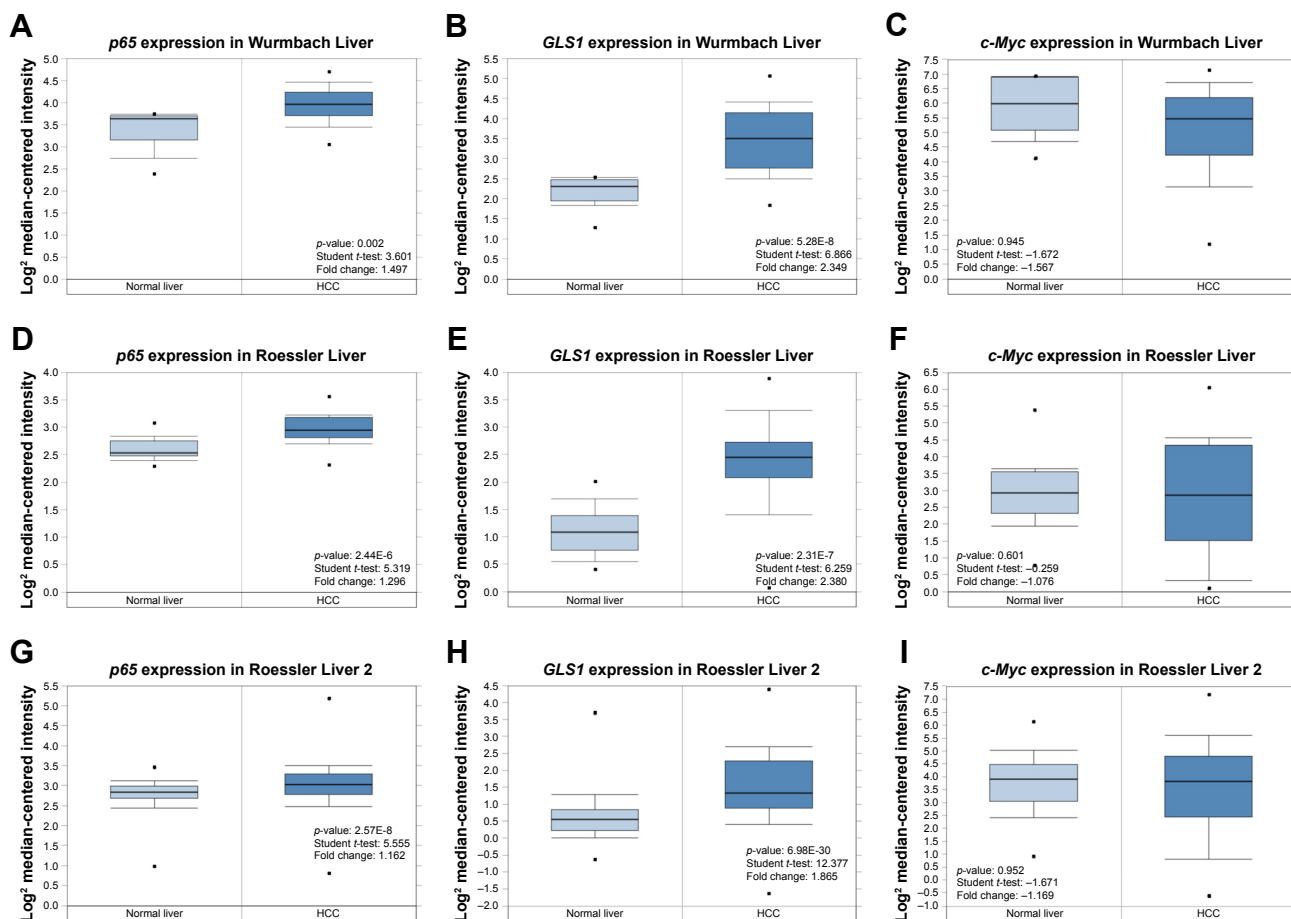 A
p65 expression in Wurmbach Liver
Log² median-centered intensity
5.0
4.5
4.0
3.5
3.0
2.5
2.0
1.5
1.0
0.5
0.0
p-value: 0.002
Student t-test: 3.601
Fold change: 1.497
Normal liver
HCC
B
GLS1 expression in Wurmbach Liver
Log² median-centered intensity
5.5
5.0
4.5
4.0
3.5
3.0
2.5
2.0
1.5
1.0
0.5
0.0
p-value: 5.28E-8
Student t-test: 6.866
Fold change: 2.349
Normal liver
HCC
C
c-Myc expression in Wurmbach Liver
Log² median-centered intensity
7.5
7.0
6.5
6.0
5.5
5.0
4.5
4.0
3.5
3.0
2.5
2.0
1.5
1.0
0.5
0.0
p-value: 0.945
Student t-test: –1.672
Fold change: –1.567
Normal liver
HCC
D
p65 expression in Roessler Liver
Log² median-centered intensity
4.0
3.5
3.0
2.5
2.0
1.5
1.0
0.5
0.0
p-value: 2.44E-6
Student t-test: 5.319
Fold change: 1.296
Normal liver
HCC
E
GLS1 expression in Roessler Liver
Log² median-centered intensity
4.0
3.5
3.0
2.5
2.0
1.5
1.0
0.5
0.0
p-value: 2.31E-7
Student t-test: 6.259
Fold change: 2.380
Normal liver
HCC
F
c-Myc expression in Roessler Liver
Log² median-centered intensity
6.5
6.0
5.5
5.0
4.5
4.0
3.5
3.0
2.5
2.0
1.5
1.0
0.5
0.0
p-value: 0.601
Student t-test: –0.259
Fold change: –1.076
Normal liver
HCC
G
p65 expression in Roessler Liver 2
Log² median-centered intensity
5.5
5.0
4.5
4.0
3.5
3.0
2.5
2.0
1.5
1.0
0.5
0.0
p-value: 2.57E-8
Student t-test: 5.555
Fold change: 1.162
Normal liver
HCC
H
GLS1 expression in Roessler Liver 2
Log² median-centered intensity
4.5
4.0
3.5
3.0
2.5
2.0
1.5
1.0
0.5
0.0
–0.5
–1.0
–1.5
–2.0
p-value: 6.98E-30
Student t-test: 12.377
Fold change: 1.865
Normal liver
HCC
I
c-Myc expression in Roessler Liver 2
Log² median-centered intensity
7.5
7.0
6.5
6.0
5.5
5.0
4.5
4.0
3.5
3.0
2.5
2.0
1.5
1.0
0.5
0.0
–0.5
–1.0
p-value: 0.952
Student t-test: –1.671
Fold change: –1.169
Normal liver
HCC